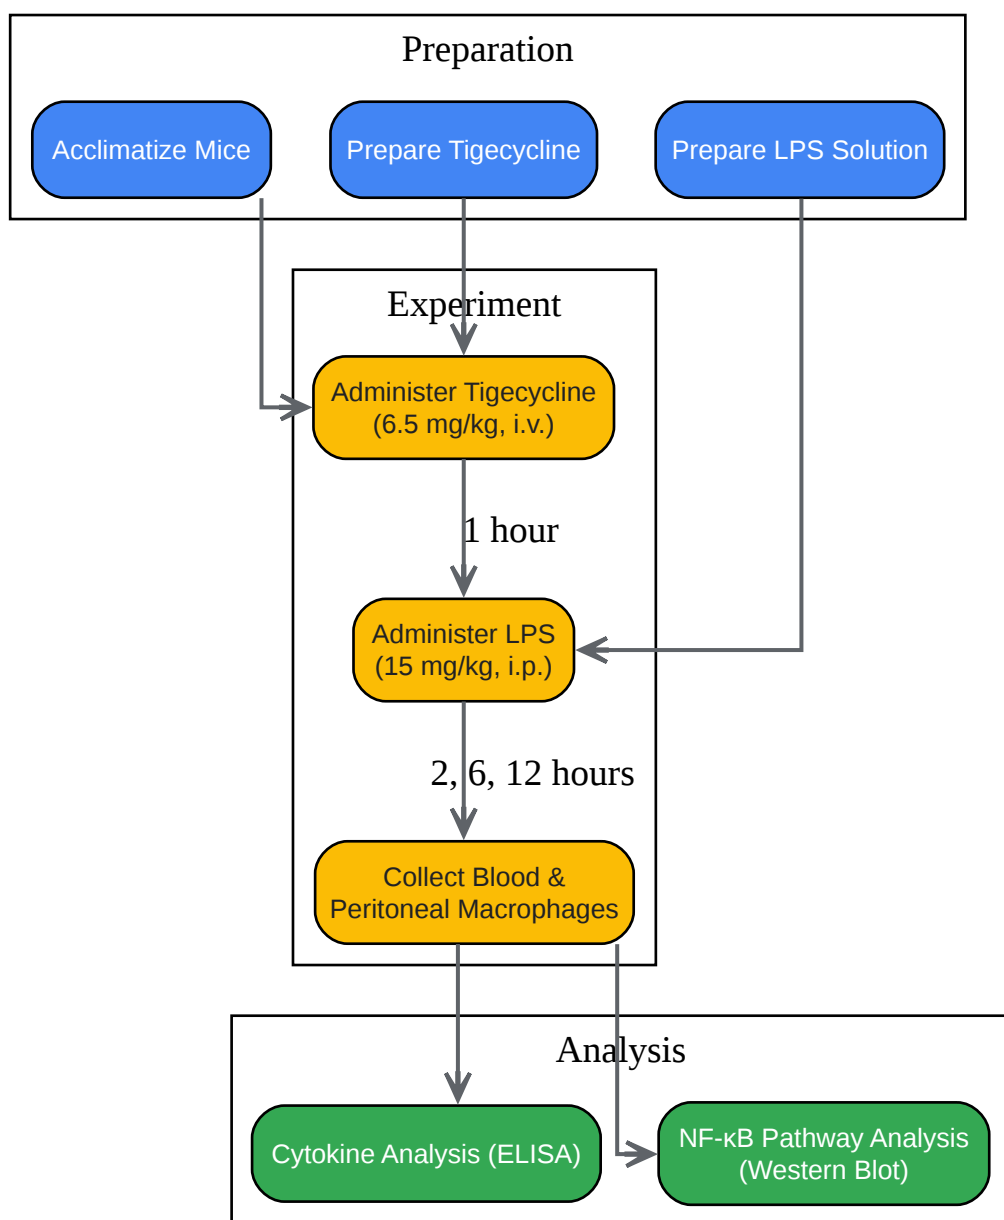 Preparation
Acclimatize Mice
Prepare Tigecycline
Prepare LPS Solution
Experiment
Administer Tigecycline
(6.5 mg/kg, i.v.)
1 hour
Administer LPS
(15 mg/kg, i.p.)
2, 6, 12 hours
Collect Blood &
Peritoneal Macrophages
Analysis
Cytokine Analysis (ELISA)
NF-κB Pathway Analysis
(Western Blot)